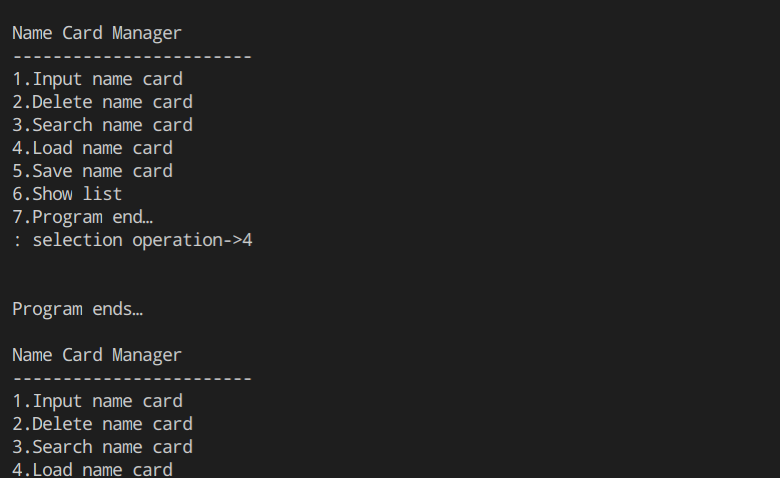 Name Card Manager
------------------------
1.Input name card
2.Delete name card
3.Search name card
4.Load name card
5.Save name card
6.Show list
7.Program end…
: selection operation->4
Program ends…
Name Card Manager
------------------------
1.Input name card
2.Delete name card
3.Search name card
4.Load name card